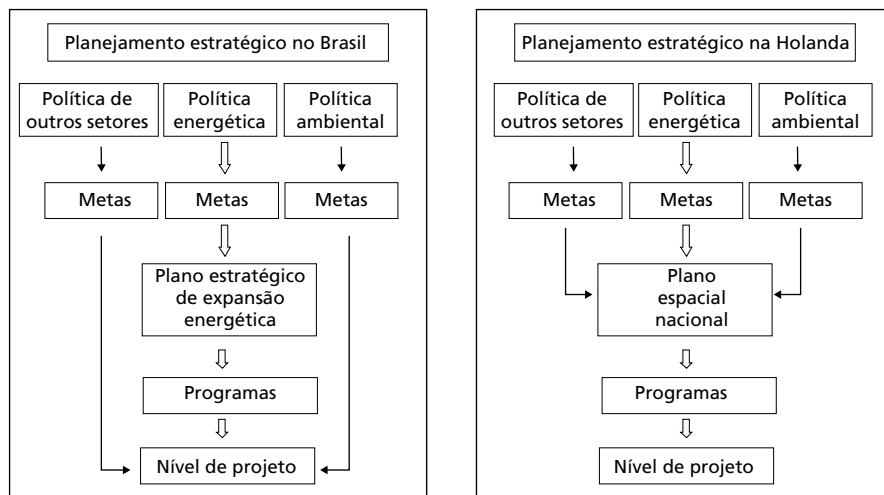 Planejamento estratégico no Brasil
Política de
outros setores
Política
energética
Política
ambiental
Metas
Metas
Metas
Plano estratégico
de expansão
energética
Programas
Nível de projeto
Planejamento estratégico na Holanda
Política de
outros setores
Política
energética
Política
ambiental
Metas
Metas
Metas
Plano
espacial
nacional
Programas
Nível de projeto